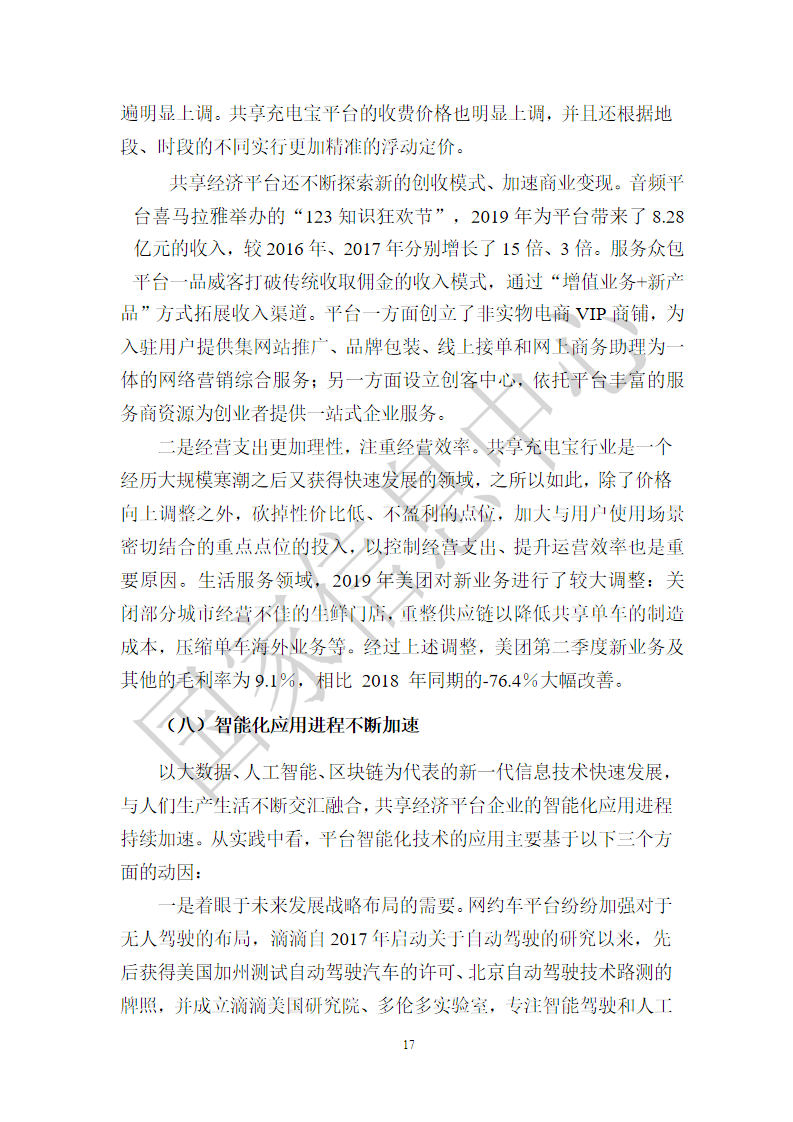 遍明显上调。共享充电宝平台的收费价格也明显上调，并且还根据地
段、时段的不同实行更加精准的浮动定价。
共享经济平台还不断探索新的创收模式、加速商业变现。音频平
台喜马拉雅举办的“123 知识狂欢节”，2019 年为平台带来了 8.28
亿元的收入，较 2016 年、2017 年分别增长了 15 倍、3 倍。服务众包
平台一品威客打破传统收取佣金的收入模式，通过“增值业务+新产
品”方式拓展收入渠道。平台一方面创立了非实物电商 VIP 商铺，为
入驻用户提供集网站推广、品牌包装、线上接单和网上商务助理为一
体的网络营销综合服务；另一方面设立创客中心，依托平台丰富的服
务商资源为创业者提供一站式企业服务。
二是经营支出更加理性，注重经营效率。共享充电宝行业是一个
经历大规模寒潮之后又获得快速发展的领域，之所以如此，除了价格
向上调整之外，砍掉性价比低、不盈利的点位，加大与用户使用场景
密切结合的重点点位的投入，以控制经营支出、提升运营效率也是重
要原因。生活服务领域，2019 年美团对新业务进行了较大调整：关
闭部分城市经营不佳的生鲜门店，重整供应链以降低共享单车的制造
成本，压缩单车海外业务等。经过上述调整，美团第二季度新业务及
其他的毛利率为 9.1％，相比 2018 年同期的-76.4％大幅改善。
（八）智能化应用进程不断加速
以大数据、人工智能、区块链为代表的新一代信息技术快速发展，
与人们生产生活不断交汇融合，共享经济平台企业的智能化应用进程
持续加速。从实践中看，平台智能化技术的应用主要基于以下三个方
面的动因：
一是着眼于未来发展战略布局的需要。网约车平台纷纷加强对于
无人驾驶的布局，滴滴自 2017 年启动关于自动驾驶的研究以来，先
后获得美国加州测试自动驾驶汽车的许可、北京自动驾驶技术路测的
牌照，并成立滴滴美国研究院、多伦多实验室，专注智能驾驶和人工
17
国家信息中心